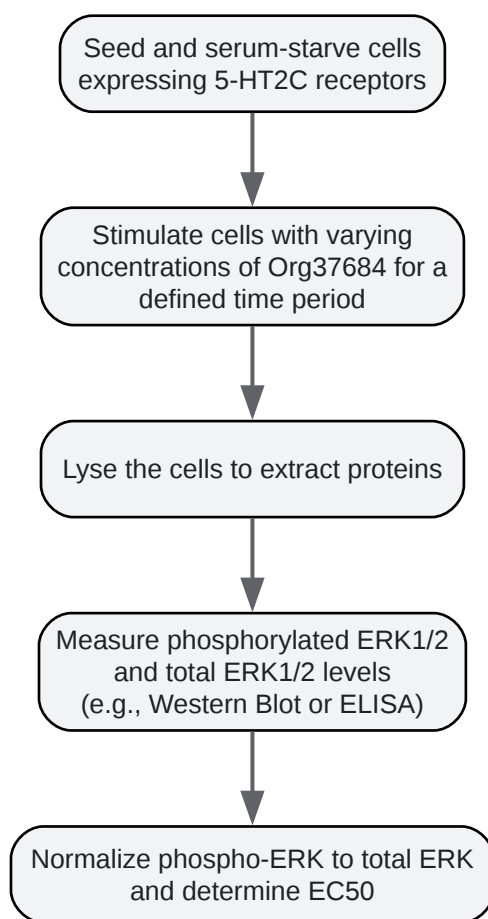 Seed and serum-starve cells
expressing 5-HT2C receptors
Stimulate cells with varying
concentrations of Org37684 for a
defined time period
Lyse the cells to extract proteins
Measure phosphorylated ERK1/2
and total ERK1/2 levels
(e.g., Western Blot or ELISA)
Normalize phospho-ERK to total ERK
and determine EC50